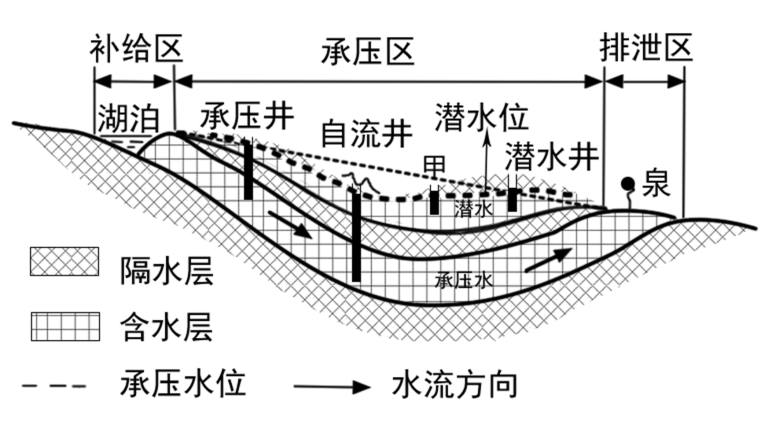 补给区 承压区 排泄区
湖泊 承压井 自流井 潜水位
甲 潜水井 泉
潜水
承压水
隔水层
含水层
承压水位 水流方向